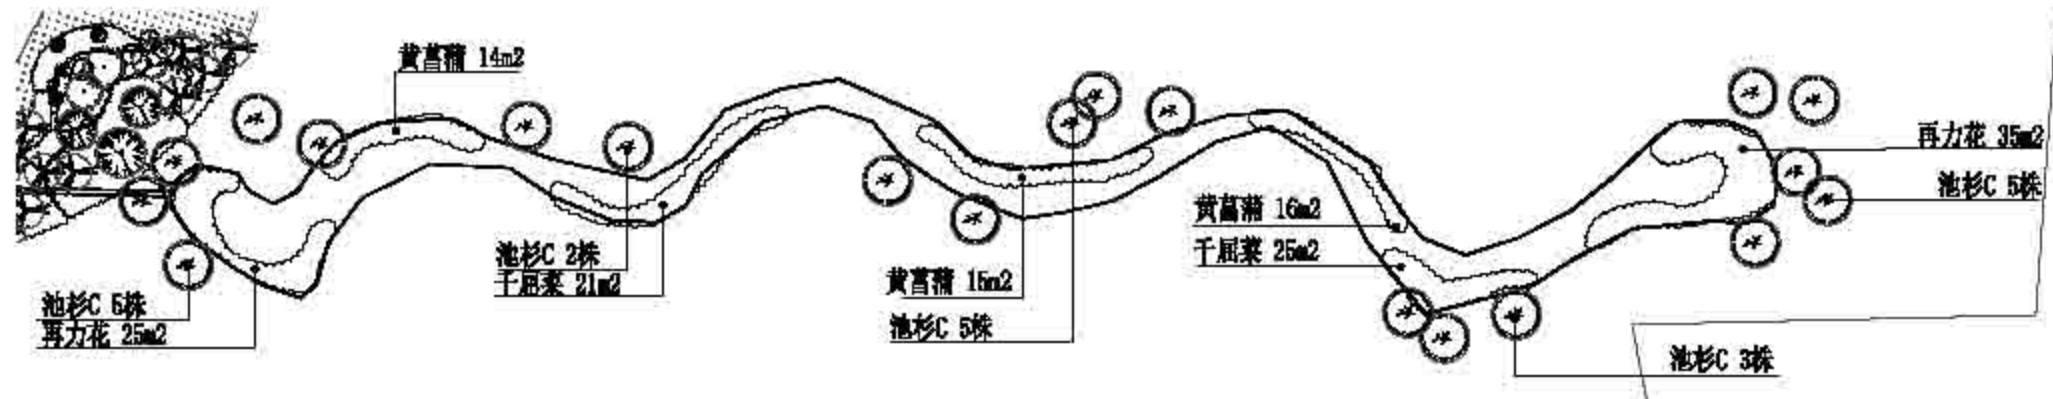 黄菖蒲 14m2
池杉C 5株
再力花 25m2
池杉C 2株
千屈菜 21m2
黄菖蒲 15m2
池杉C 5株
黄菖蒲 16m2
千屈菜 25m2
再力花 35m2
池杉C 5株
池杉C 3株